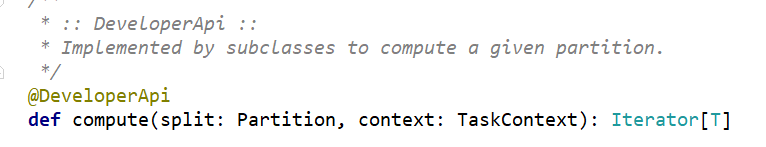 * :: DeveloperApi ::
* Implemented by subclasses to compute a given partition.
*/
@DeveloperApi
def compute(split: Partition, context: TaskContext): Iterator[T]